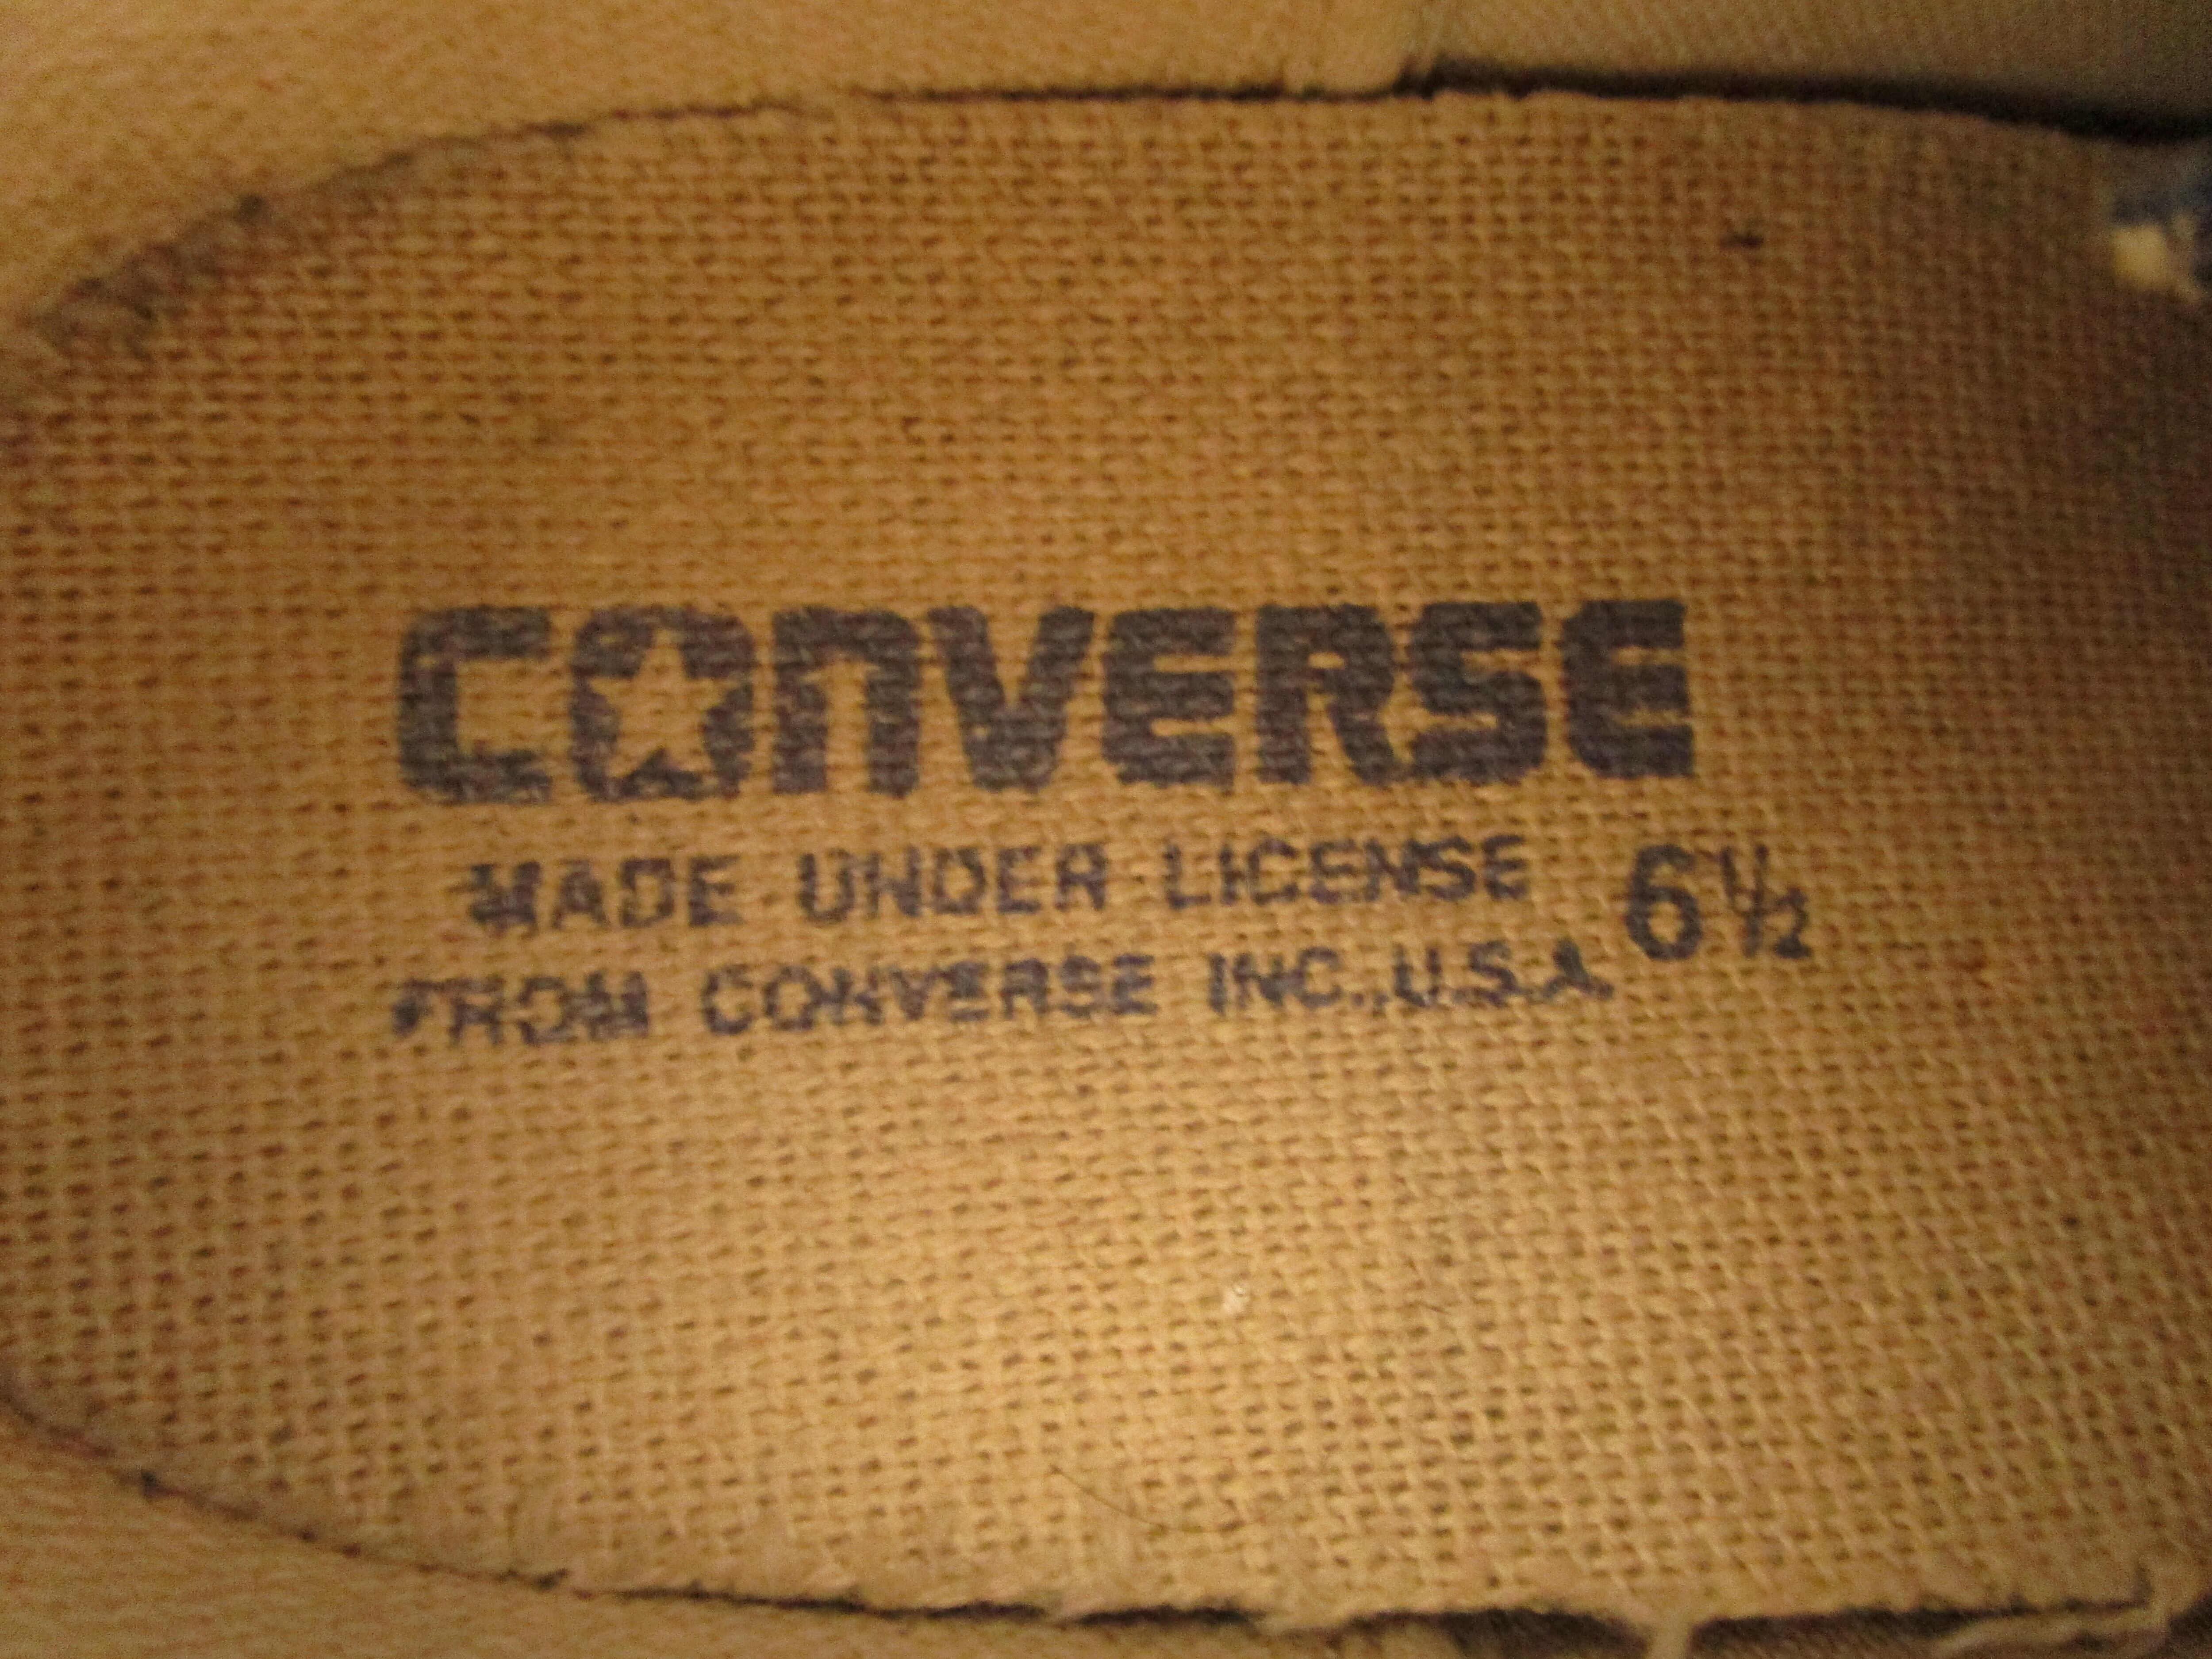 CONVERSE
MADE UNDER LICENSE 6½
FROM CONVERSE INC., U.S.A.